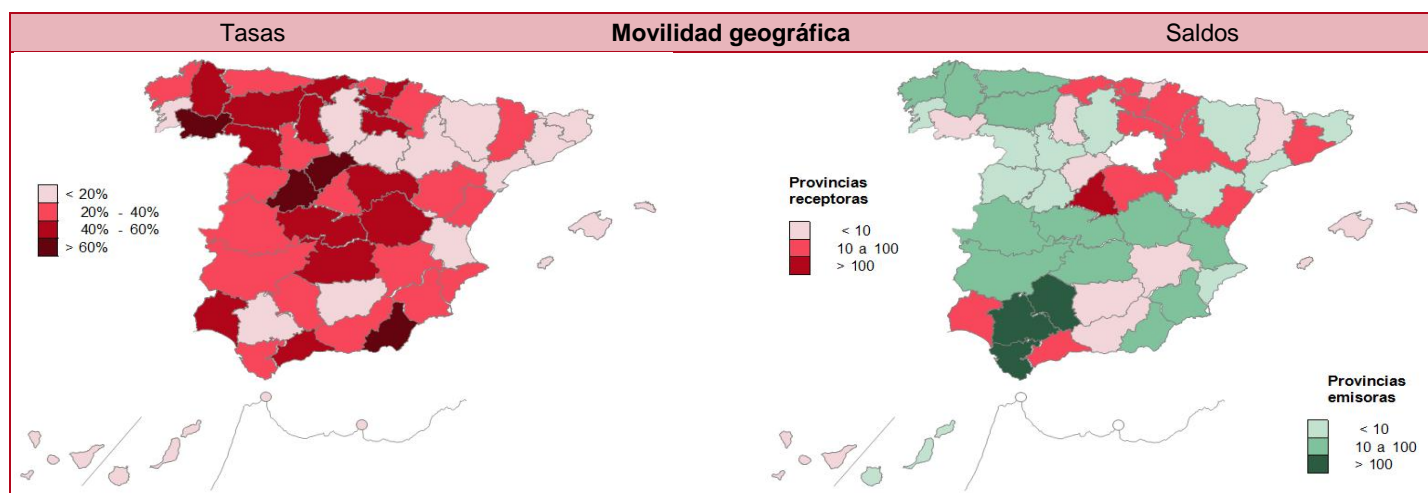 Tasas Movilidad geográfica Saldos
< 20%
20% - 40%
40% - 60%
> 60%
Provincias
receptoras
< 10
10 a 100
> 100
Provincias
emisoras
< 10
10 a 100
> 100